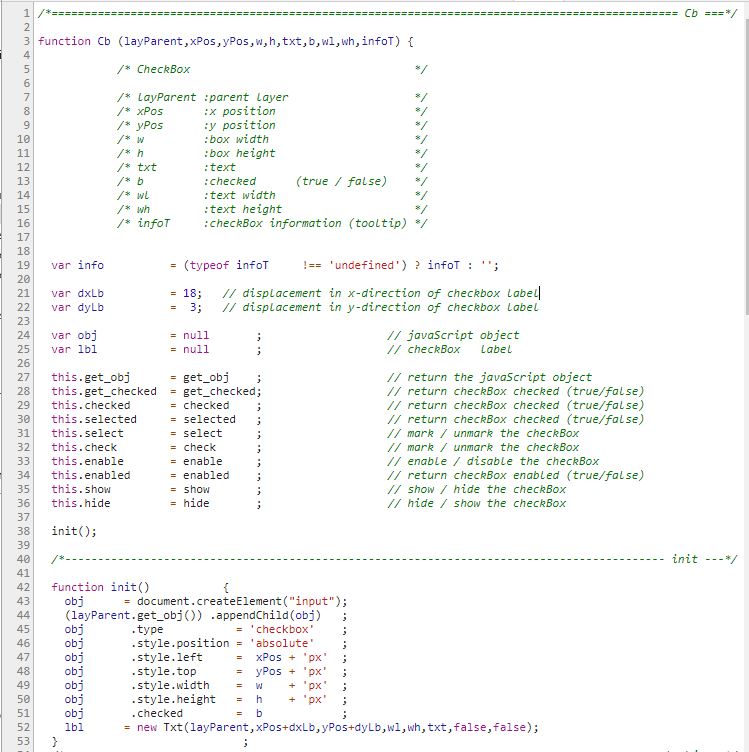 1 /*=============================================================================================== Cb ===*/
2
3 function Cb (layParent,xPos,yPos,w,h,txt,b,wl,wh,infoT) {
4
5             /* CheckBox                                  */
6
7             /* layParent :parent layer                   */
8             /* xPos      :x position                     */
9             /* yPos      :y position                     */
10            /* w         :box width                      */
11            /* h         :box height                     */
12            /* txt       :text                           */
13            /* b         :checked       (true / false)   */
14            /* wl        :text width                     */
15            /* wh        :text height                    */
16            /* infoT     :checkBox information (tooltip) */
17
18
19  var info          = (typeof infoT     !== 'undefined') ? infoT : '';
20
21  var dxLb          = 18;   // displacement in x-direction of checkbox label
22  var dyLb          =  3;   // displacement in y-direction of checkbox label
23
24  var obj           = null       ;                   // javaScript object
25  var lbl           = null       ;                   // checkBox   label
26
27  this.get_obj      = get_obj    ;                   // return the javaScript object
28  this.get_checked  = get_checked;                   // return checkBox checked (true/false)
29  this.checked      = checked    ;                   // return checkBox checked (true/false)
30  this.selected     = selected   ;                   // return checkBox checked (true/false)
31  this.select       = select     ;                   // mark / unmark the checkBox
32  this.check        = check      ;                   // mark / unmark the checkBox
33  this.enable       = enable     ;                   // enable / disable the checkBox
34  this.enabled      = enabled    ;                   // return checkBox enabled (true/false)
35  this.show         = show       ;                   // show / hide the checkBox
36  this.hide         = hide       ;                   // hide / show the checkBox
37
38  init();
39
40  /*------------------------------------------------------------------------------------------- init ---*/
41
42  function init()           {
43    obj      = document.createElement("input");
44    (layParent.get_obj()) .appendChild(obj)   ;
45    obj       .type           = 'checkbox'    ;
46    obj       .style.position = 'absolute'    ;
47    obj       .style.left     =  xPos + 'px'  ;
48    obj       .style.top      =  yPos + 'px'  ;
49    obj       .style.width    =  w    + 'px'  ;
50    obj       .style.height   =  h    + 'px'  ;
51    obj       .checked        =  b            ;
52    lbl      = new Txt(layParent,xPos+dxLb,yPos+dyLb,wl,wh,txt,false,false);
53  }                            ;